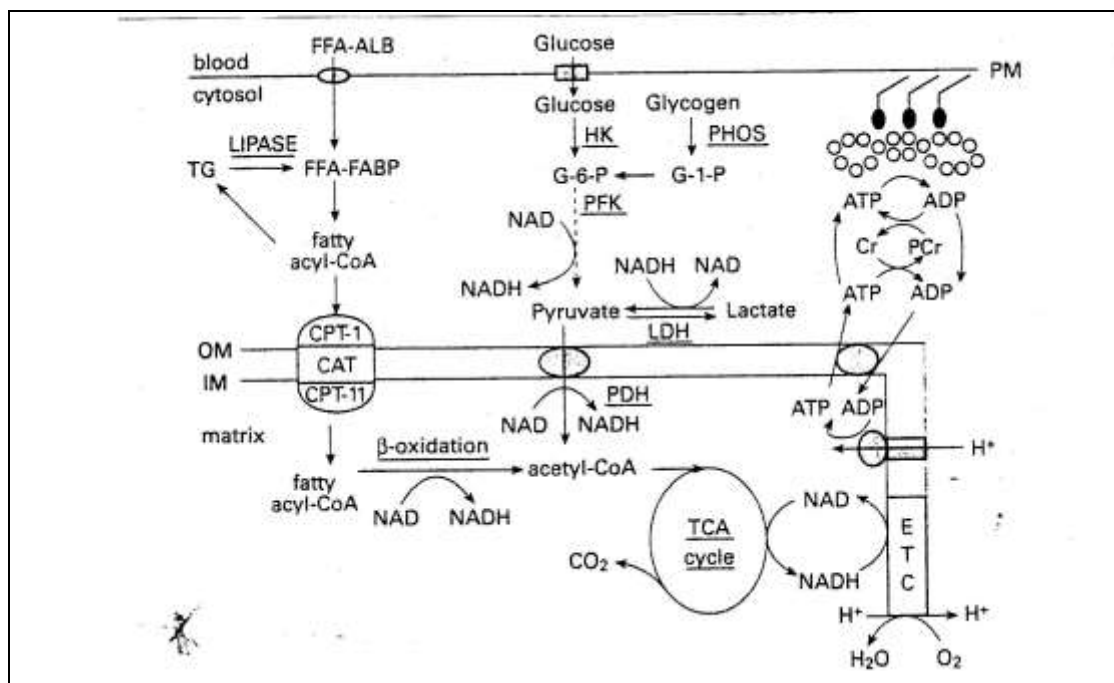 FFA-ALB
Glucose
blood
PM
cytosol
Glucose Glycogen
LIPASE
HK PHOS
TG FFA-FABP
G-6-P G-1-P
PFK
ATP ADP
NAD
fatty
acyl-CoA
Cr PCr
NADH NAD
NADH
ATP ADP
Pyruvate Lactate
LDH
OM CPT-1
CAT
IM CPT-11
PDH
ATP ADP
NAD NADH
matrix
β-oxidation
H⁺
fatty
acyl-CoA
acetyl-CoA
NAD NADH
NAD
TCA
cycle
ETC
CO₂
NADH
H⁺ H⁺
H₂O O₂